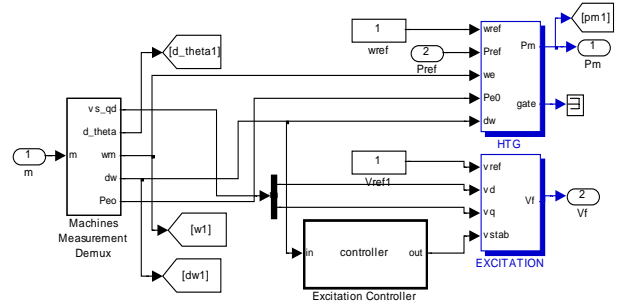 [pm1]
[d_theta1]
1
wref
wref
Pm
1
Pm
2
Pref
Pref
we
vs_qd
Pe0
gate
d_theta
dw
HTG
1
m
m
wm
1
Vref1
vref
dw
vd
Vf
2
Vf
Peo
vq
Machines
Measurement
Demux
[w1]
in
controller
out
vstab
EXCITATION
[dw1]
Excitation Controller